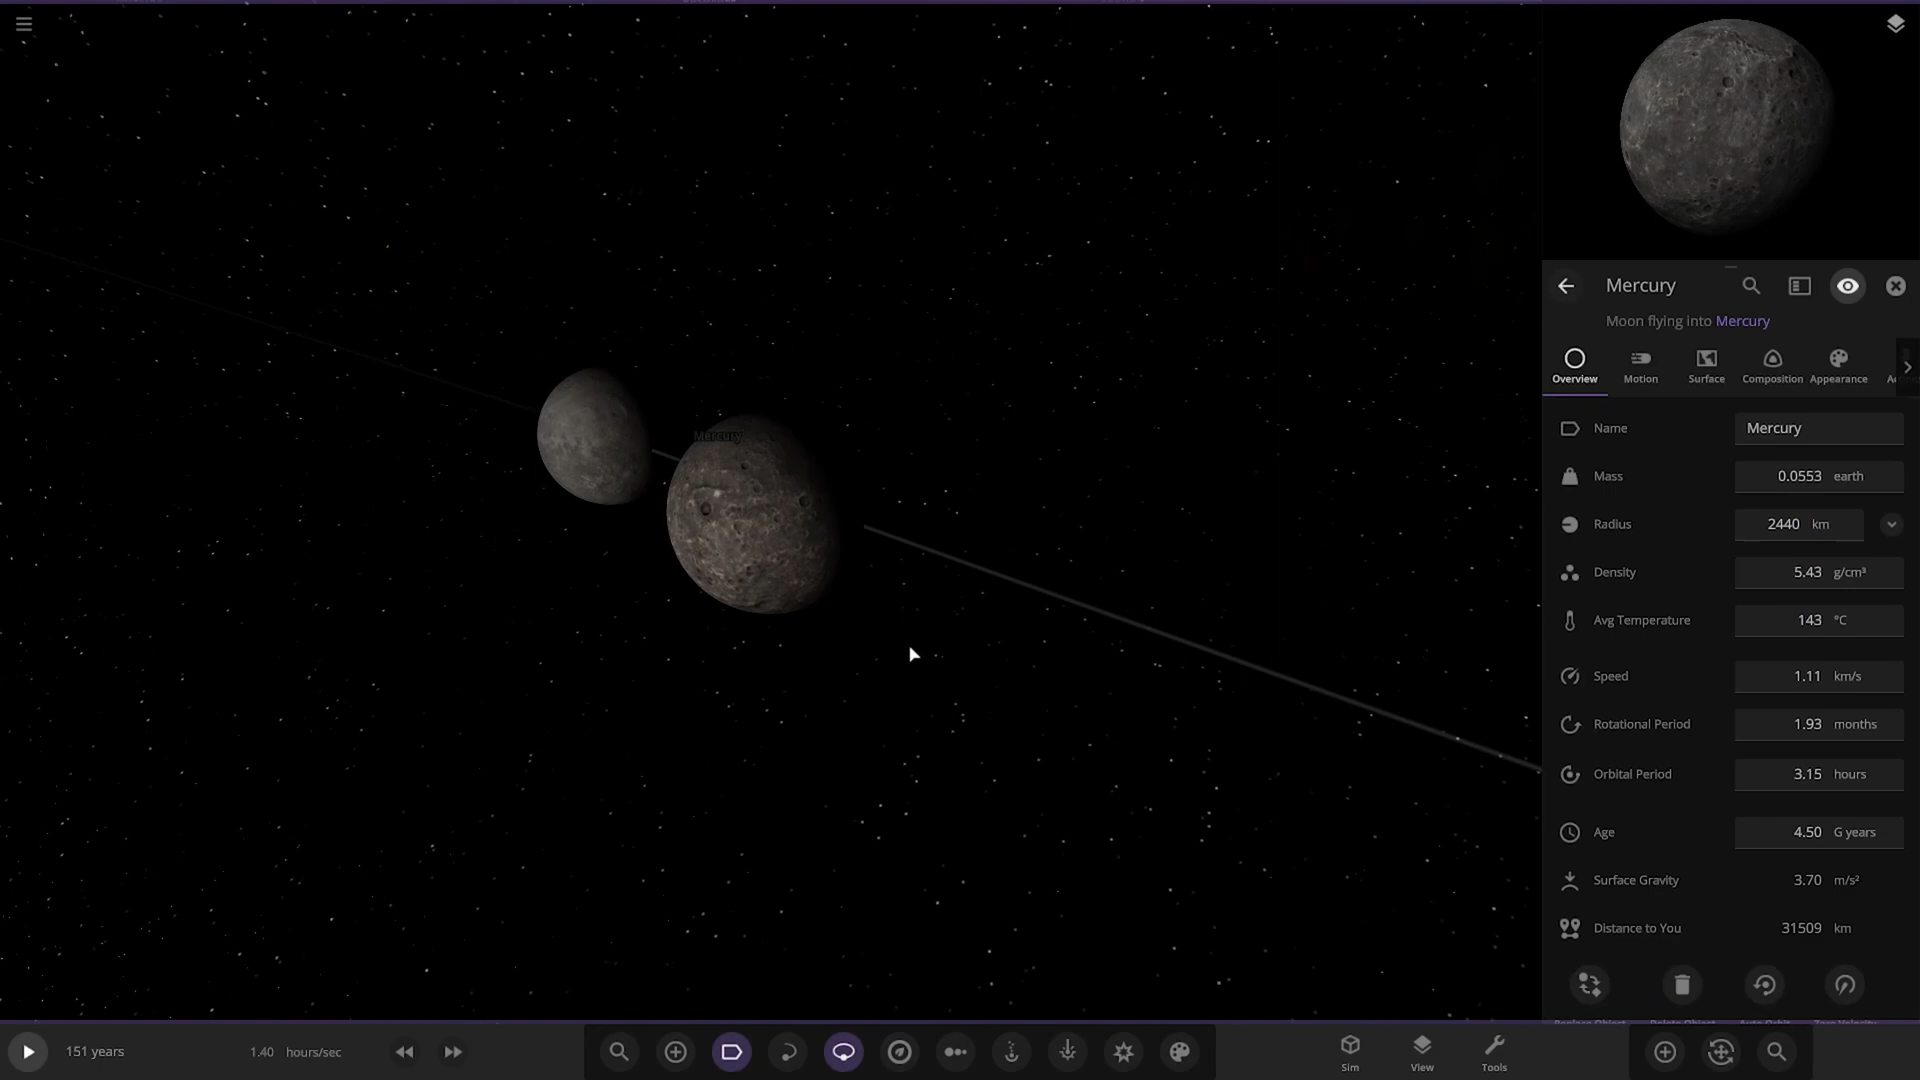 Mercury
Moon flying into Mercury
Overview
Motion
Surface
Composition
Appearance
Mercury
Name Mercury
Mass 0.0553 earth
Radius 2440 km
Density 5.43 g/cm³
Avg Temperature 143 °C
Speed 1.11 km/s
Rotational Period 1.93 months
Orbital Period 3.15 hours
Age 4.50 G years
Surface Gravity 3.70 m/s²
Distance to You 31509 km
151 years
1.40 hours/sec
Sim
View
Tools